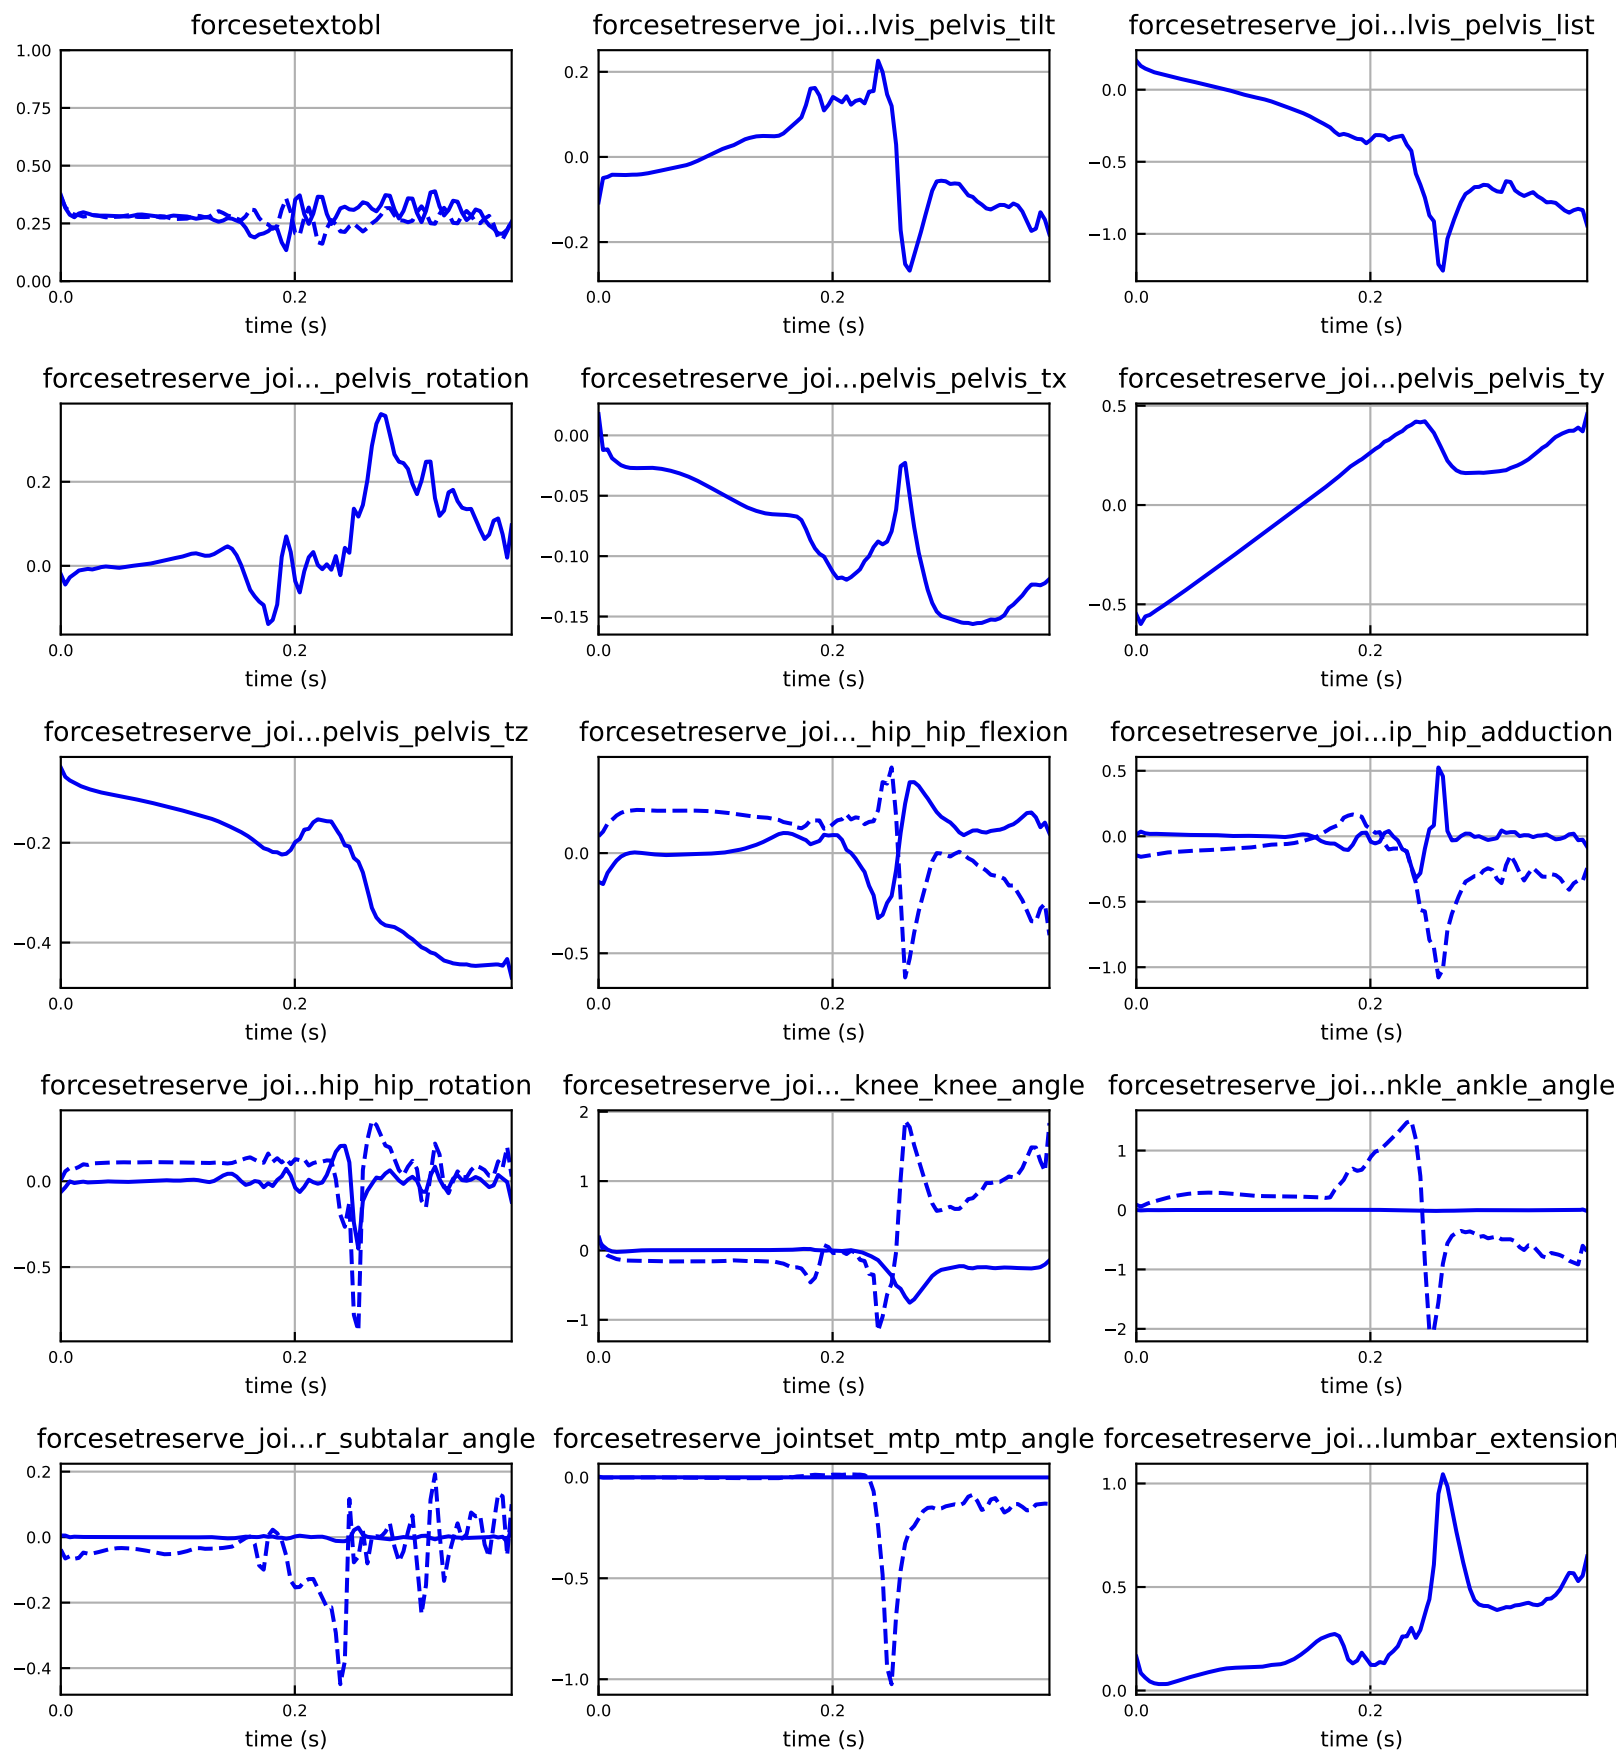 forcesetextobl
forcesetreserve_joi...lvis_pelvis_tilt
forcesetreserve_joi...lvis_pelvis_list
1.00
0.75
0.50
0.25
0.00
0.0
0.2
time (s)
0.2
0.0
−0.2
0.0
0.2
time (s)
0.0
−0.5
−1.0
0.0
0.2
time (s)
forcesetreserve_joi..._pelvis_rotation
forcesetreserve_joi...pelvis_pelvis_tx
forcesetreserve_joi...pelvis_pelvis_ty
0.2
0.0
0.0
0.2
time (s)
0.00
−0.05
−0.10
−0.15
0.0
0.2
time (s)
0.5
0.0
−0.5
0.0
0.2
time (s)
forcesetreserve_joi...pelvis_pelvis_tz
forcesetreserve_joi..._hip_hip_flexion
forcesetreserve_joi...ip_hip_adduction
−0.2
−0.4
0.0
0.2
time (s)
0.0
−0.5
0.0
0.2
time (s)
0.5
0.0
−0.5
−1.0
0.0
0.2
time (s)
forcesetreserve_joi...hip_hip_rotation
forcesetreserve_joi..._knee_knee_angle
forcesetreserve_joi...nkle_ankle_angle
0.0
−0.5
0.0
0.2
time (s)
2
1
0
−1
0.0
0.2
time (s)
1
0
−1
−2
0.0
0.2
time (s)
forcesetreserve_joi...r_subtalar_angle
forcesetreserve_jointset_mtp_mtp_angle
forcesetreserve_joi...lumbar_extension
0.2
0.0
−0.2
−0.4
0.0
0.2
time (s)
0.0
−0.5
−1.0
0.0
0.2
time (s)
1.0
0.5
0.0
0.0
0.2
time (s)